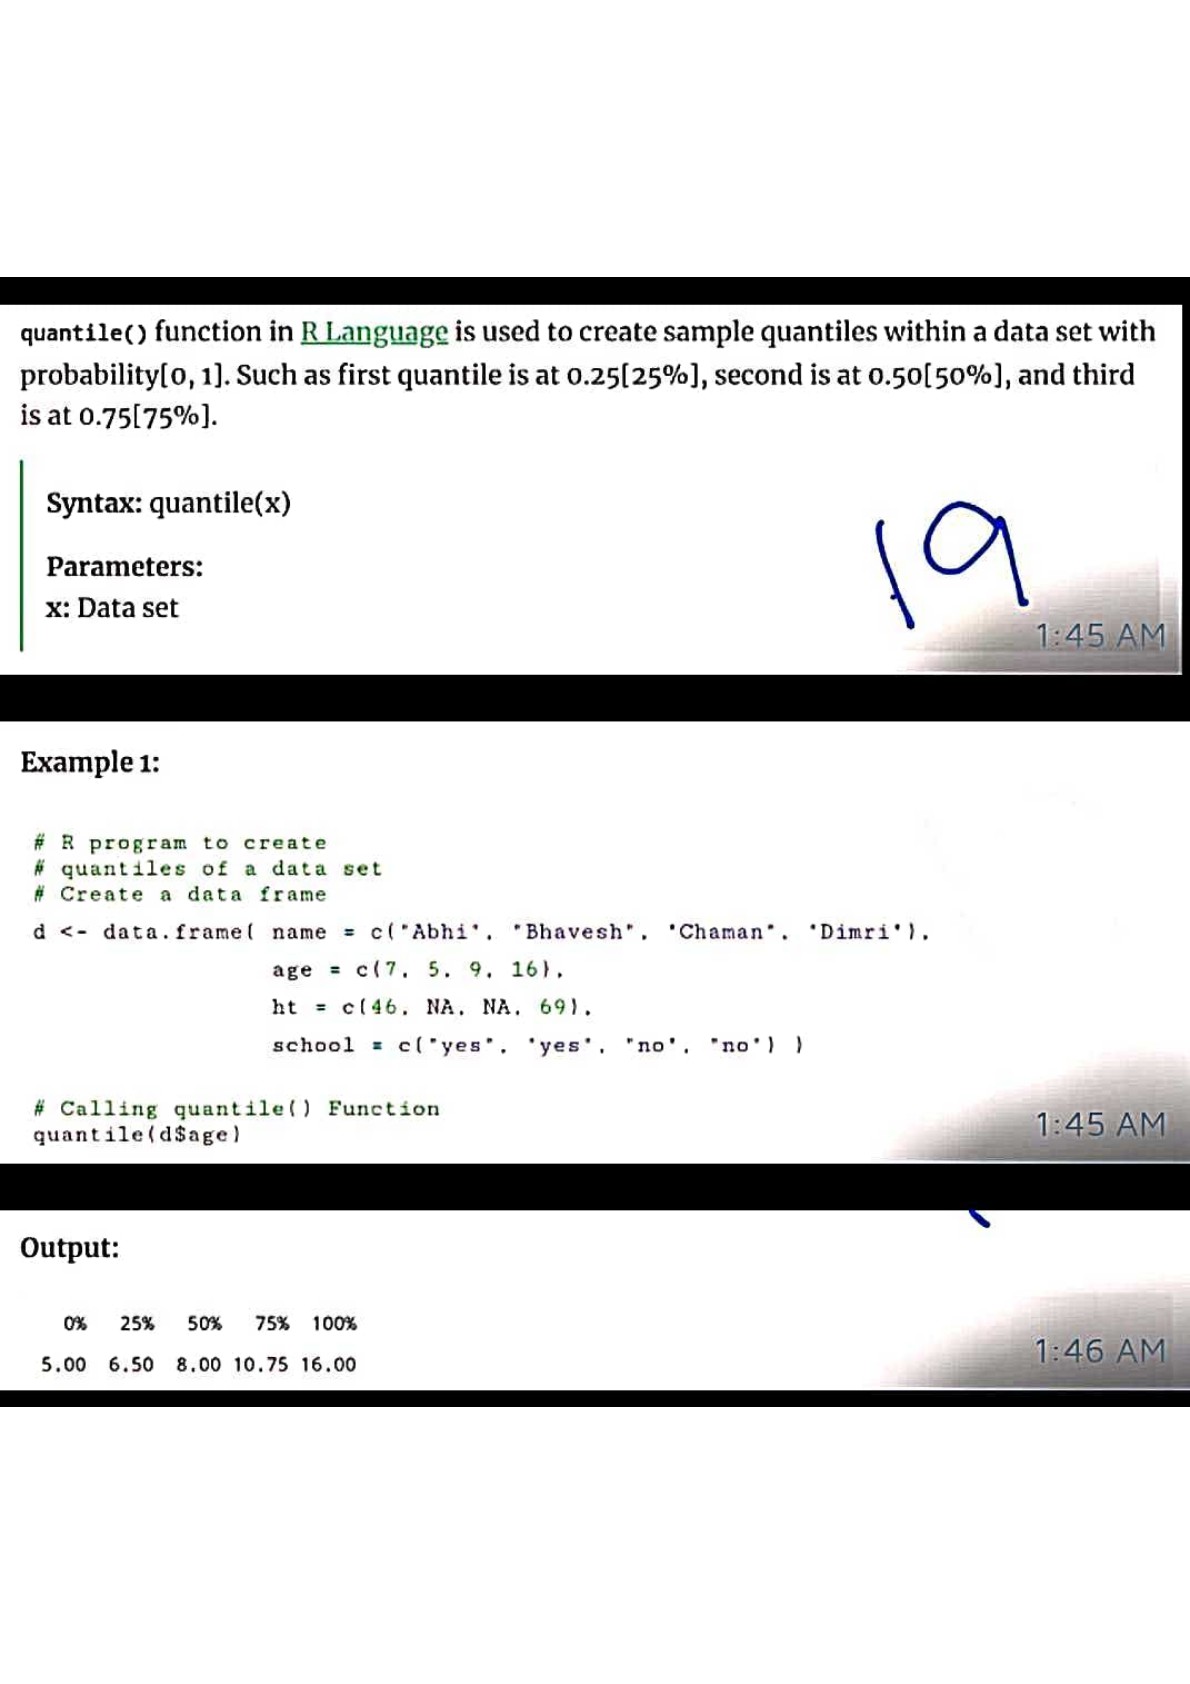 quantile() function in R Language is used to create sample quantiles within a data set with
probability[0, 1]. Such as first quantile is at 0.25[25%], second is at 0.50[50%], and third
is at 0.75[75%].
Syntax: quantile(x)
Parameters:
x: Data set
19
1:45 AM
Example 1:
# R program to create
# quantiles of a data set
# Create a data frame
d <- data.frame( name = c("Abhi", "Bhavesh", "Chaman", "Dimri"),
age = c(7, 5, 9, 16),
ht = c(46, NA, NA, 69),
school = c("yes", "yes", "no", "no") )
# Calling quantile() Function
quantile(d$age)
1:45 AM
Output:
0% 25% 50% 75% 100%
5.00 6.50 8.00 10.75 16.00
1:46 AM